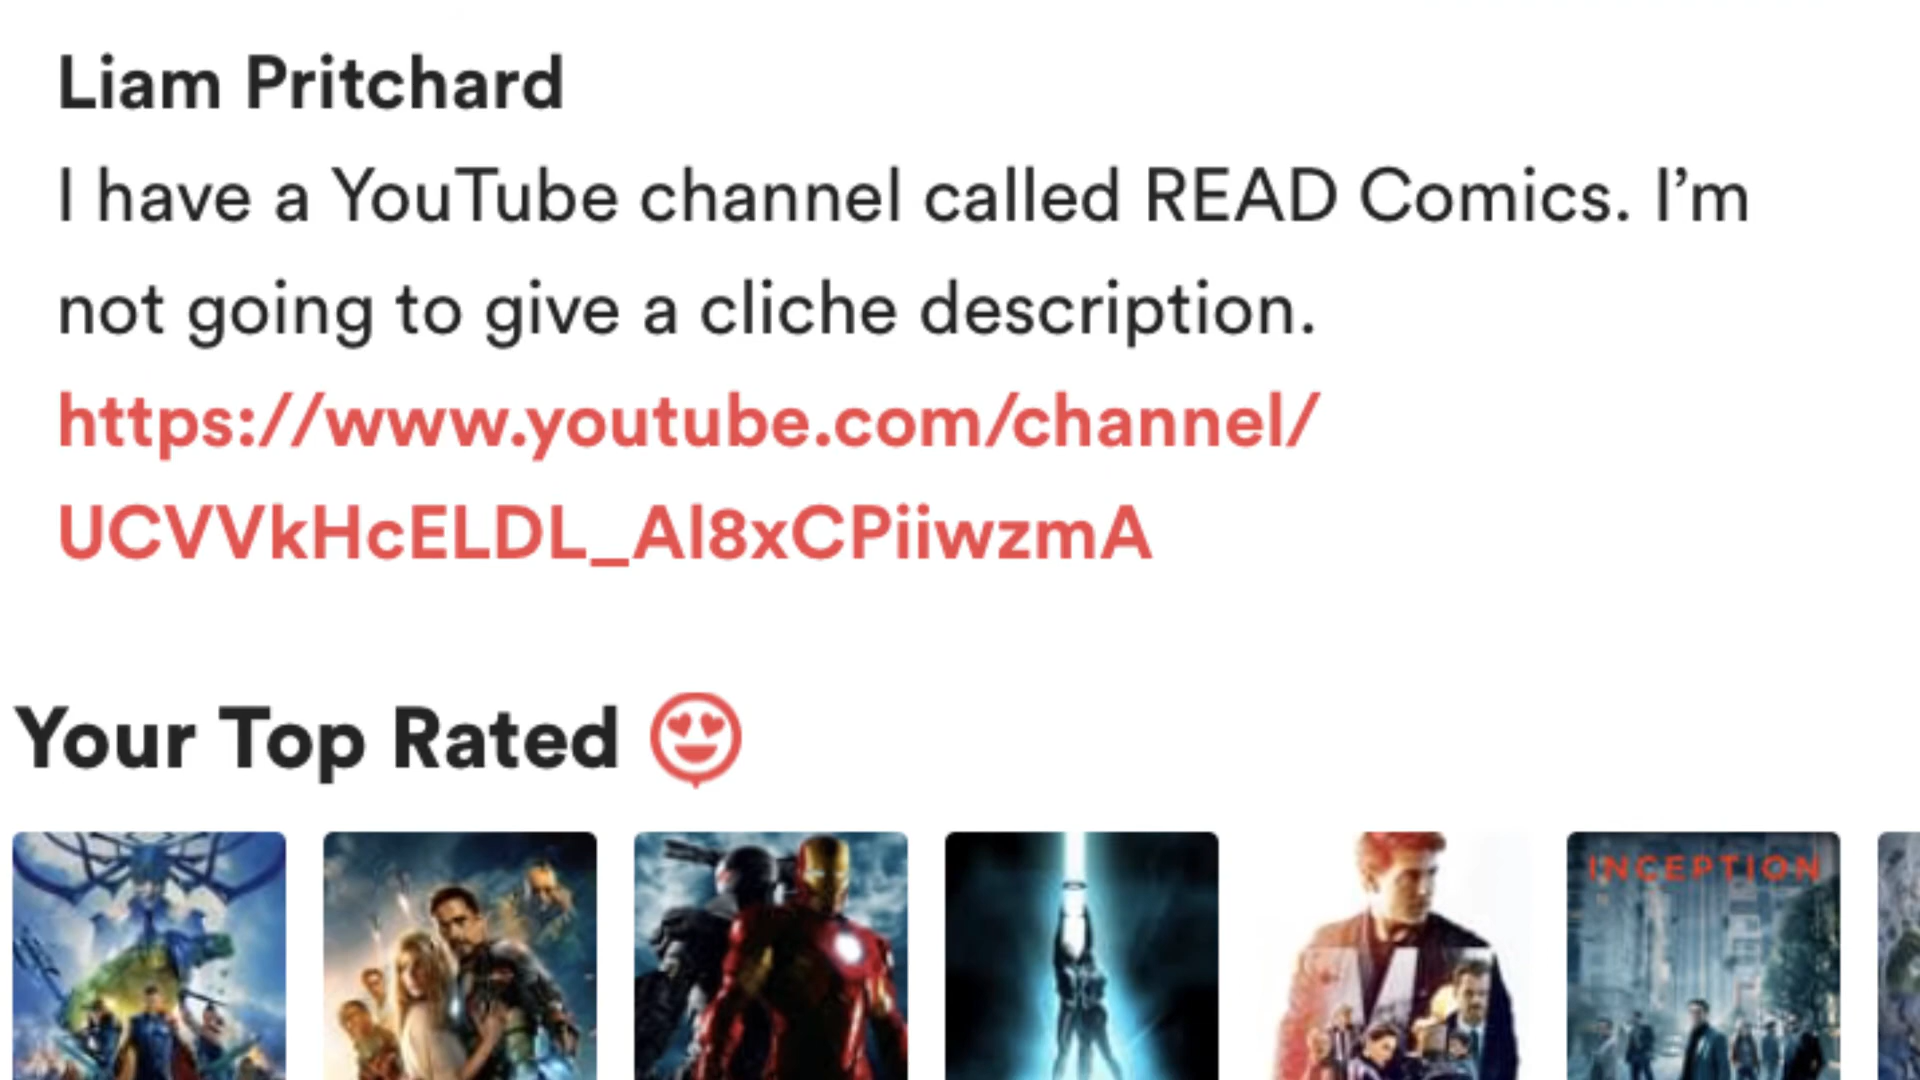 Liam Pritchard
I have a YouTube channel called READ Comics. I’m
not going to give a cliche description.
https://www.youtube.com/channel/
UCVVkHcELDL_Al8xCPiiwzmA
Your Top Rated
INCEPTION